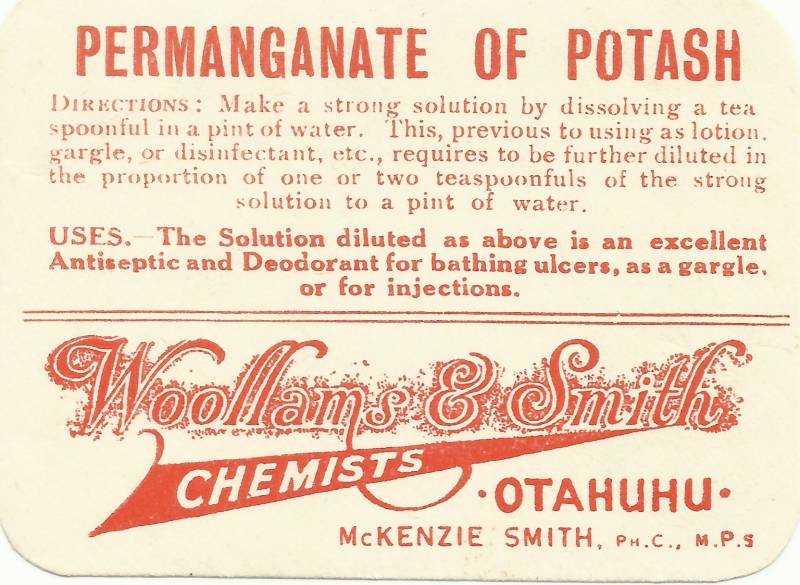 PERMANGANATE OF POTASH
DIRECTIONS: Make a strong solution by dissolving a tea
spoonful in a pint of water. This, previous to using as lotion.
gargle, or disinfectant, etc., requires to be further diluted in
the proportion of one or two teaspoonfuls of the strong
solution to a pint of water.
USES.—The Solution diluted as above is an excellent
Antiseptic and Deodorant for bathing ulcers, as a gargle,
or for injections.
Woollams & Smith
CHEMISTS
·OTAHUHU·
McKENZIE SMITH, PH.C., M.P.S